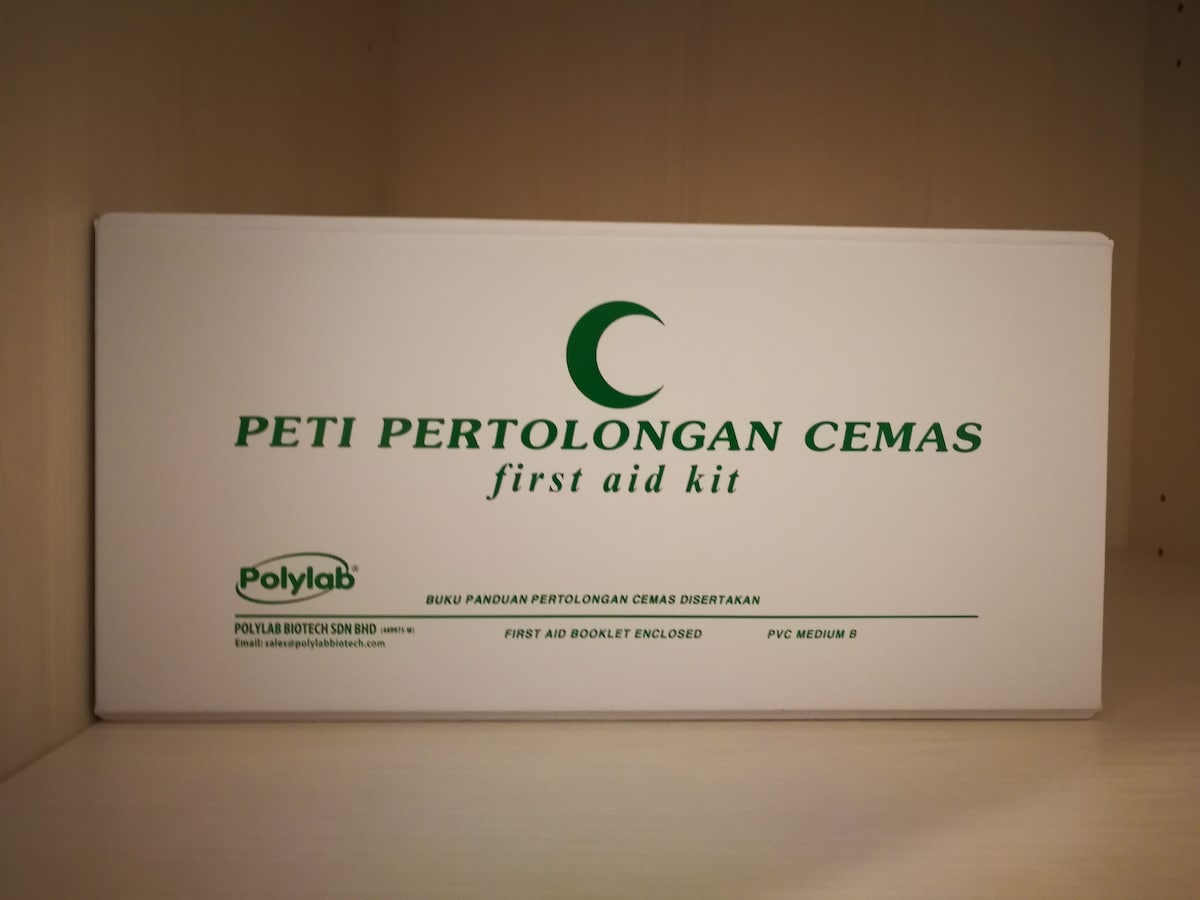 PETI PERTOLONGAN CEMAS
first aid kit
Polylab®
BUKU PANDUAN PERTOLONGAN CEMAS DISERTAKAN
POLYLAB BIOTECH SDN BHD (449975-W)
FIRST AID BOOKLET ENCLOSED
PVC MEDIUM B
Email: sales@polylabbiotech.com